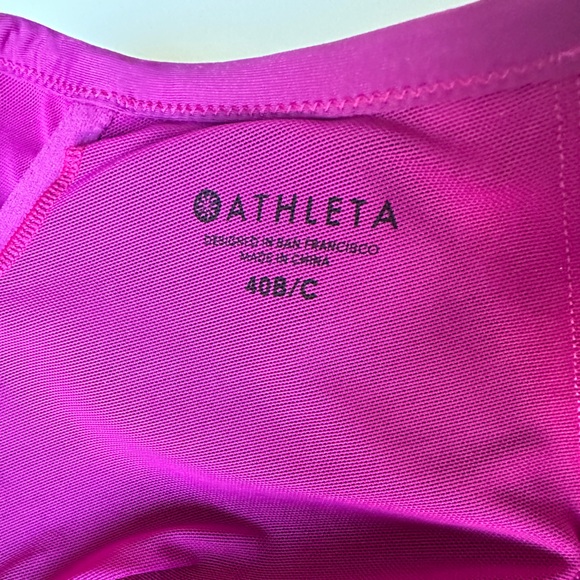 ATHLETA
DESIGNED IN SAN FRANCISCO
MADE IN CHINA
40B/C